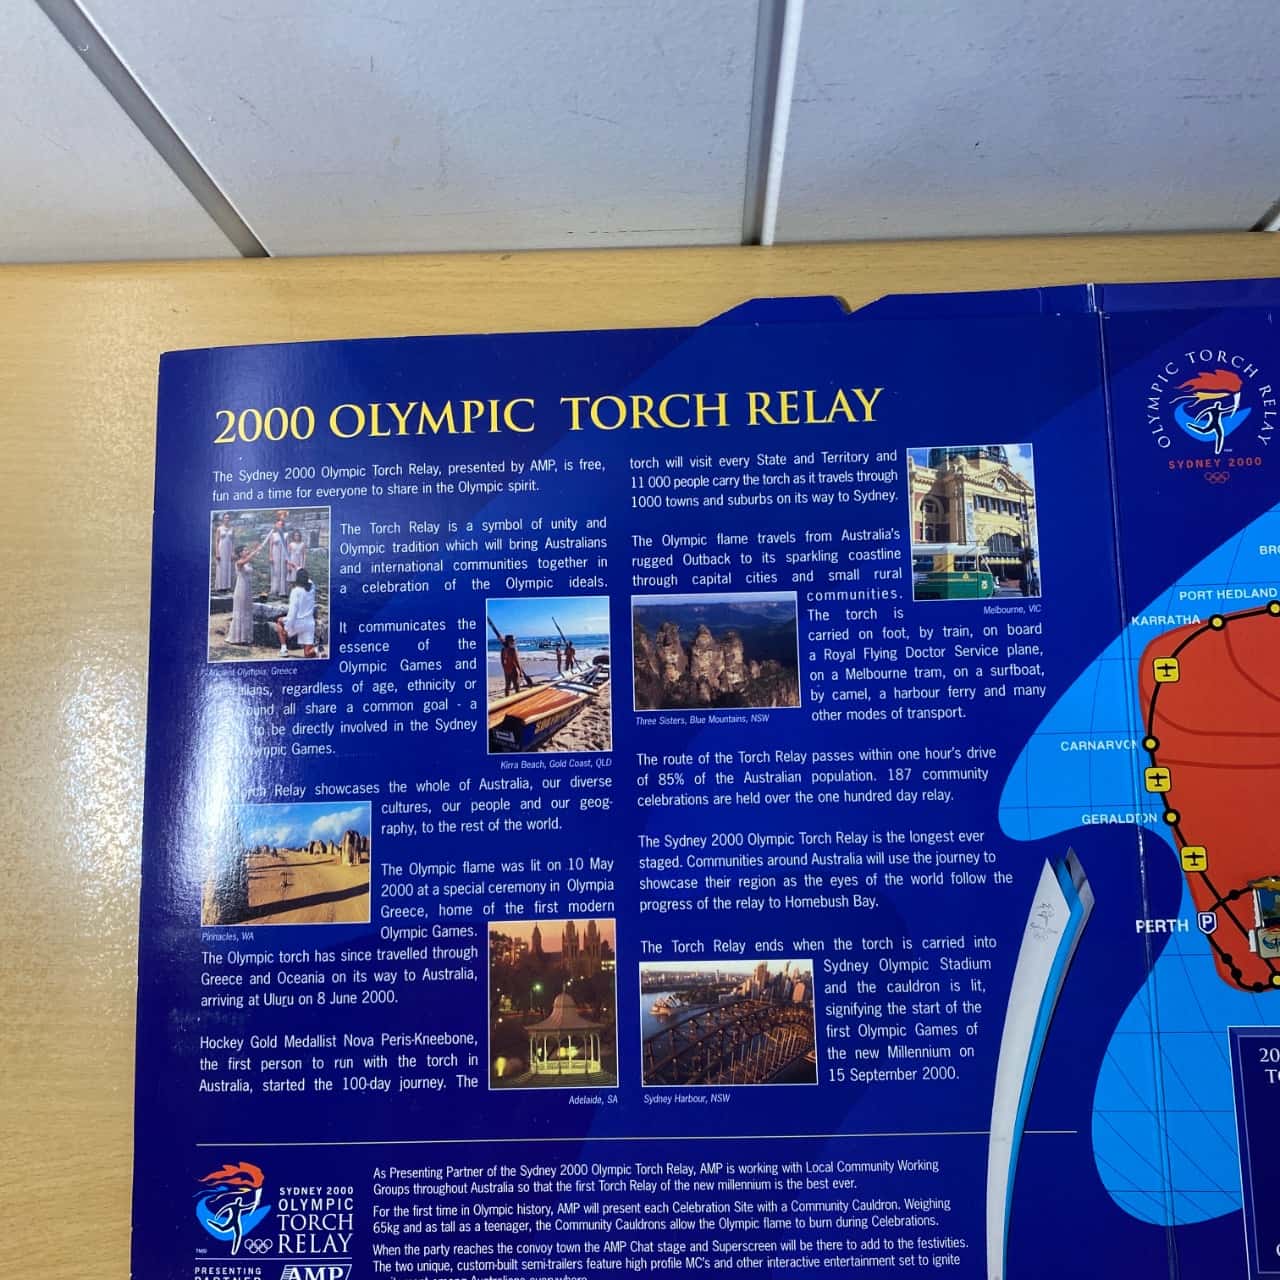 2000 OLYMPIC TORCH RELAY
The Sydney 2000 Olympic Torch Relay, presented by AMP, is free,
fun and a time for everyone to share in the Olympic spirit.
The Torch Relay is a symbol of unity and
Olympic tradition which will bring Australians
and international communities together in
a celebration of the Olympic ideals.
Ancient Olympia, Greece
It communicates the
essence of the
Olympic Games and
regardless of age, ethnicity or
all share a common goal - a
to be directly involved in the Sydney
Games.
Kirra Beach, Gold Coast, QLD
Relay showcases the whole of Australia, our diverse
cultures, our people and our geog-
raphy, to the rest of the world.
Pinnacles, WA
The Olympic flame was lit on 10 May
2000 at a special ceremony in Olympia
Greece, home of the first modern
Olympic Games.
The Olympic torch has since travelled through
Greece and Oceania on its way to Australia,
arriving at Uluru on 8 June 2000.
Hockey Gold Medallist Nova Peris-Kneebone,
the first person to run with the torch in
Australia, started the 100-day journey. The
Adelaide, SA
torch will visit every State and Territory and
11 000 people carry the torch as it travels through
1000 towns and suburbs on its way to Sydney.
The Olympic flame travels from Australia's
rugged Outback to its sparkling coastline
through capital cities and small rural
communities.
Melbourne, VIC
The torch is
carried on foot, by train, on board
a Royal Flying Doctor Service plane,
on a Melbourne tram, on a surfboat,
by camel, a harbour ferry and many
other modes of transport.
Three Sisters, Blue Mountains, NSW
The route of the Torch Relay passes within one hour's drive
of 85% of the Australian population. 187 community
celebrations are held over the one hundred day relay.
The Sydney 2000 Olympic Torch Relay is the longest ever
staged. Communities around Australia will use the journey to
showcase their region as the eyes of the world follow the
progress of the relay to Homebush Bay.
The Torch Relay ends when the torch is carried into
Sydney Olympic Stadium
and the cauldron is lit,
signifying the start of the
first Olympic Games of
the new Millennium on
15 September 2000.
Sydney Harbour, NSW
SYDNEY 2000
OLYMPIC
TORCH
RELAY
PRESENTING
PARTNER
AMP
As Presenting Partner of the Sydney 2000 Olympic Torch Relay, AMP is working with Local Community Working
Groups throughout Australia so that the first Torch Relay of the new millennium is the best ever.
For the first time in Olympic history, AMP will present each Celebration Site with a Community Cauldron. Weighing
65kg and as tall as a teenager, the Community Cauldrons allow the Olympic flame to burn during Celebrations.
When the party reaches the convoy town the AMP Chat stage and Superscreen will be there to add to the festivities.
The two unique, custom-built semi-trailers feature high profile MC's and other interactive entertainment set to ignite
OLYMPIC TORCH RELAY
SYDNEY 2000
BRO
PORT HEDLAND
KARRATHA
CARNARVON
GERALDTON
PERTH
P
20
TO